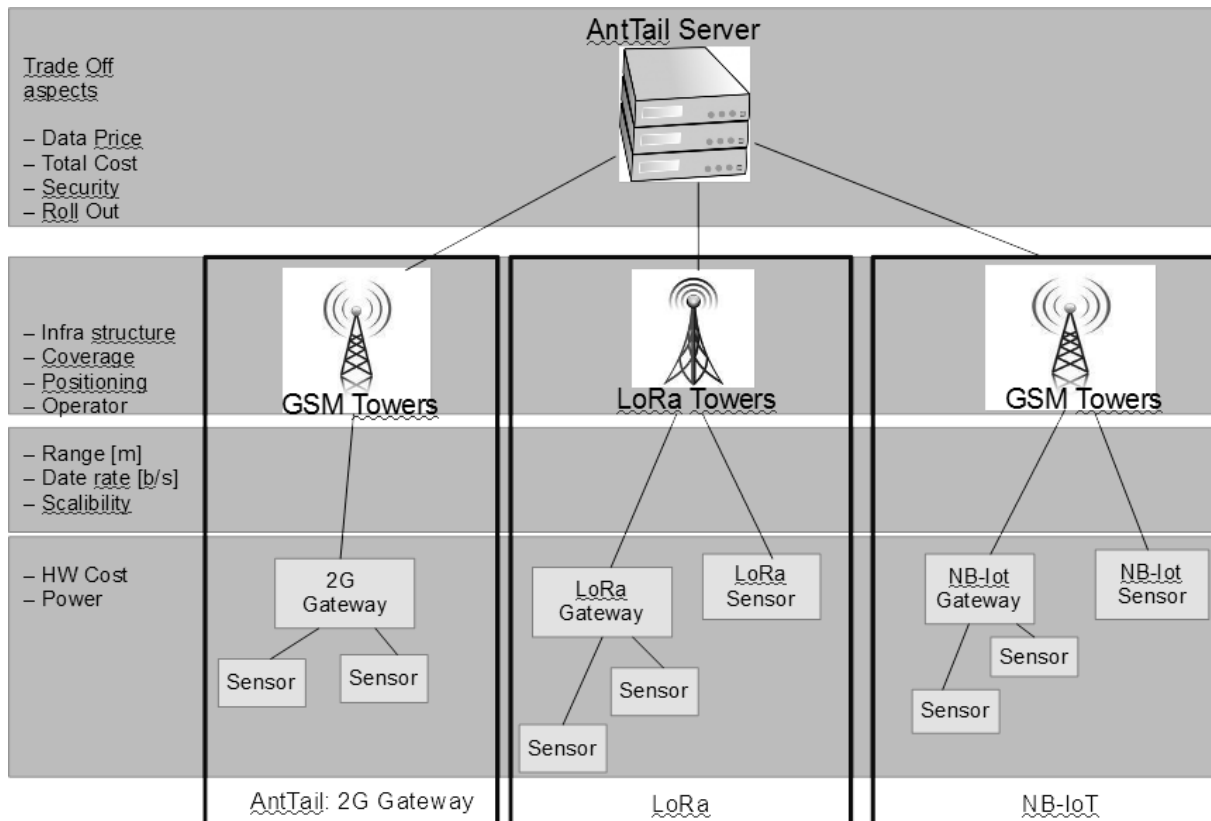 AntTail Server
Trade Off
aspects
– Data Price
– Total Cost
– Security
– Roll Out
– Infra structure
– Coverage
– Positioning
– Operator
GSM Towers
LoRa Towers
GSM Towers
– Range [m]
– Date rate [b/s]
– Scalibility
– HW Cost
– Power
2G
Gateway
Sensor
Sensor
LoRa
Gateway
LoRa
Sensor
Sensor
Sensor
NB-Iot
Gateway
NB-Iot
Sensor
Sensor
Sensor
AntTail: 2G Gateway
LoRa
NB-IoT